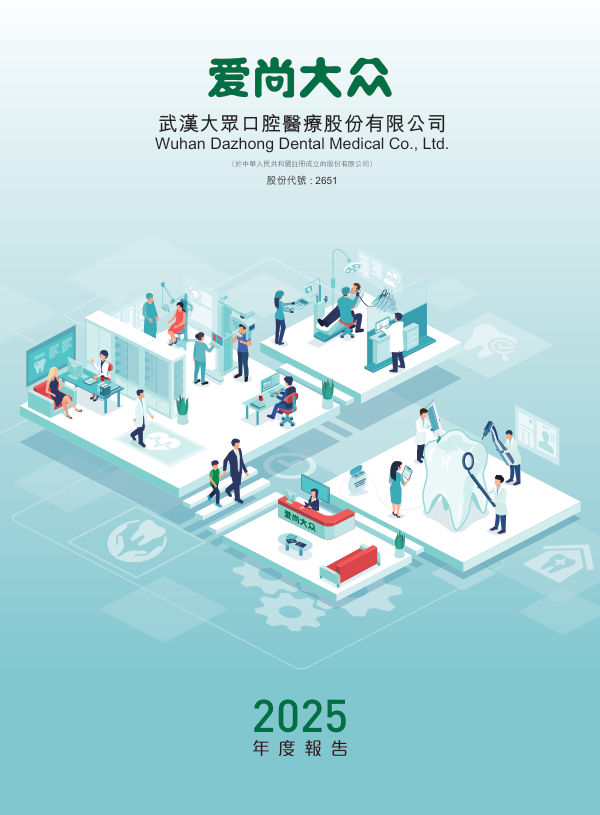 爱尚大众
武漢大眾口腔醫療股份有限公司
Wuhan Dazhong Dental Medical Co., Ltd.
（於中華人民共和國註冊成立的股份有限公司）
股份代號 : 2651
爱尚大众
2025
年度報告